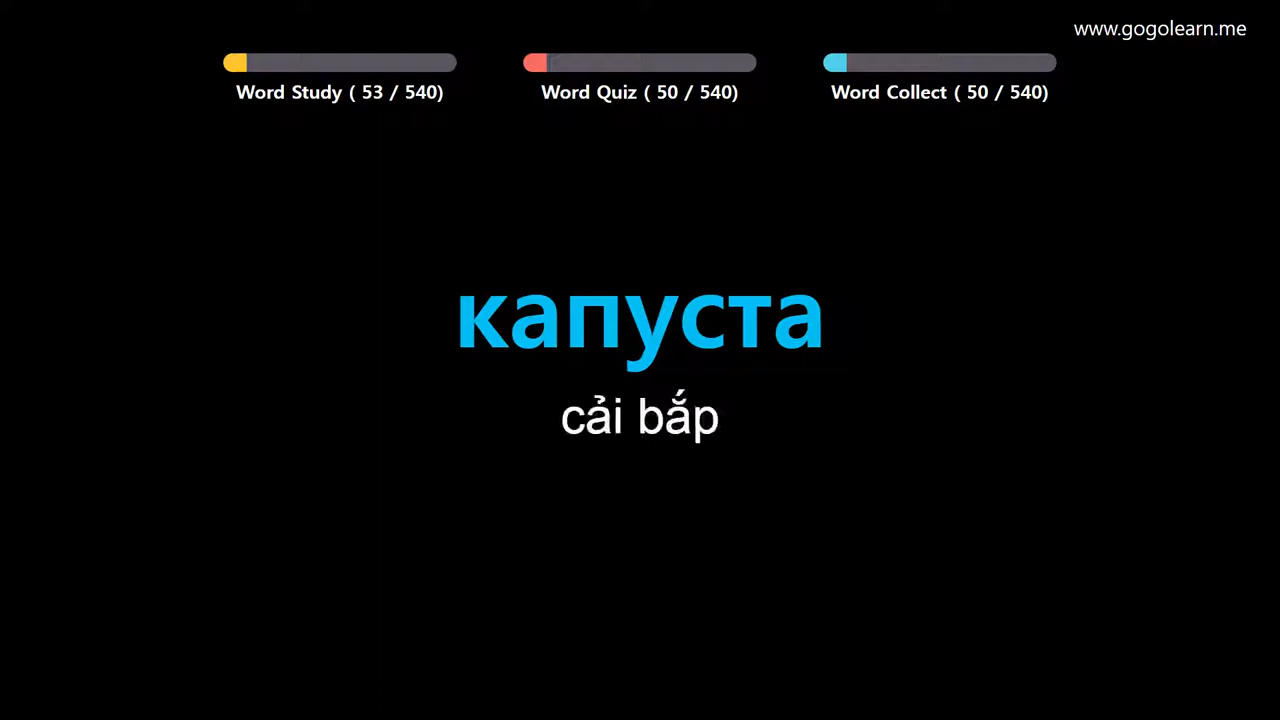 www.gogolearn.me
Word Study ( 53 / 540)
Word Quiz ( 50 / 540)
Word Collect ( 50 / 540)
капуста
cải bắp